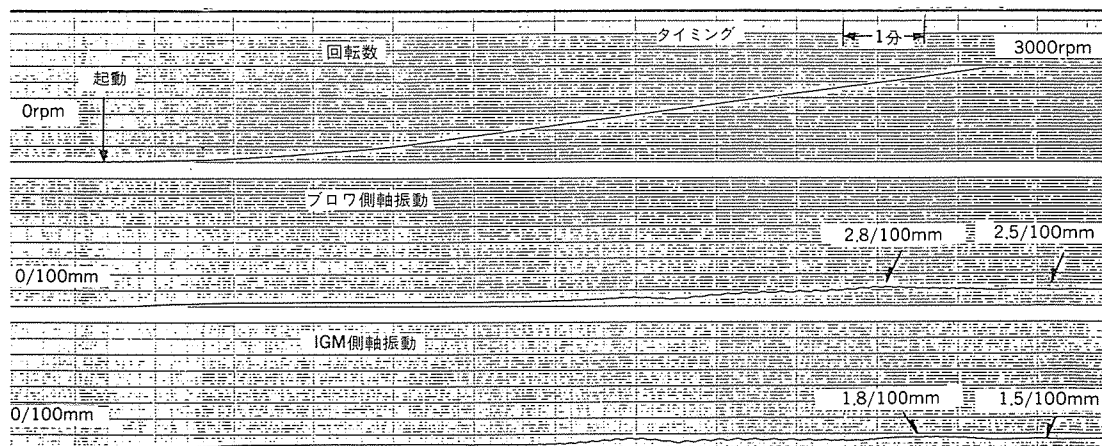 タイミング
1分
回転数
3000rpm
起動
0rpm
ブロワ側軸振動
2.8/100mm
2.5/100mm
0/100mm
IGM側軸振動
1.8/100mm
1.5/100mm
0/100mm